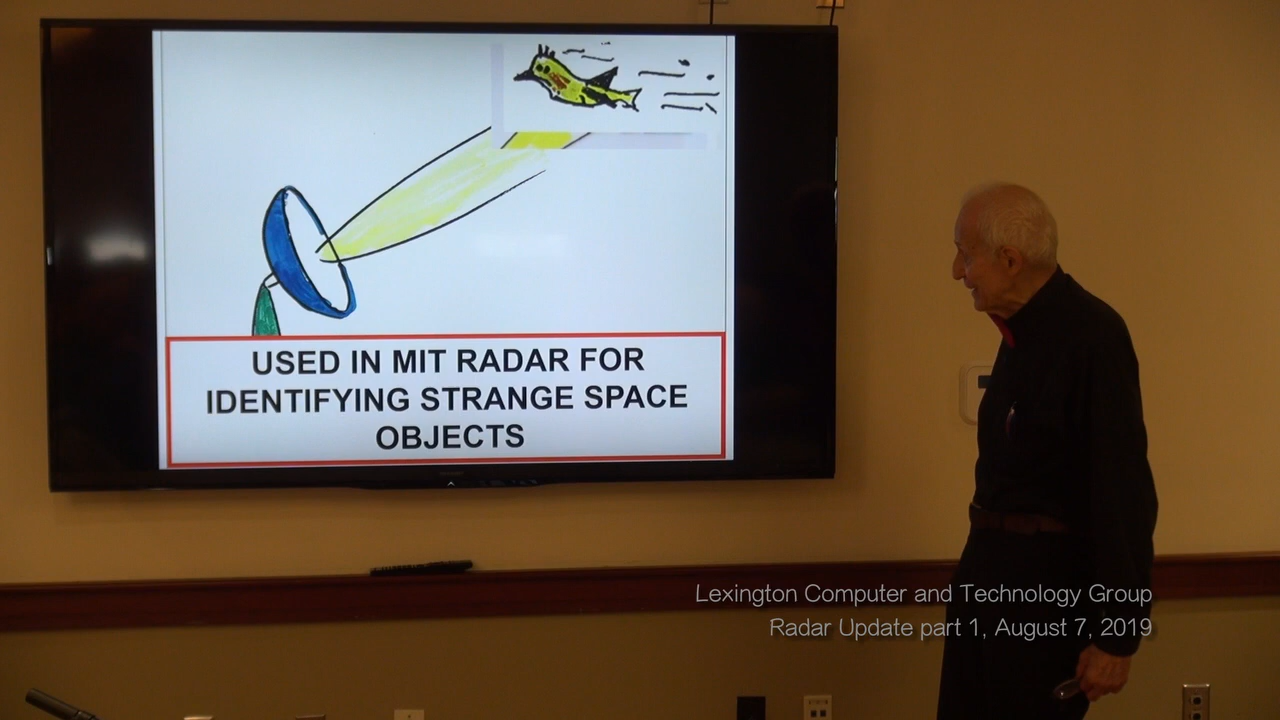 USED IN MIT RADAR FOR
IDENTIFYING STRANGE SPACE
OBJECTS
Lexington Computer and Technology Group
Radar Update part 1, August 7, 2019